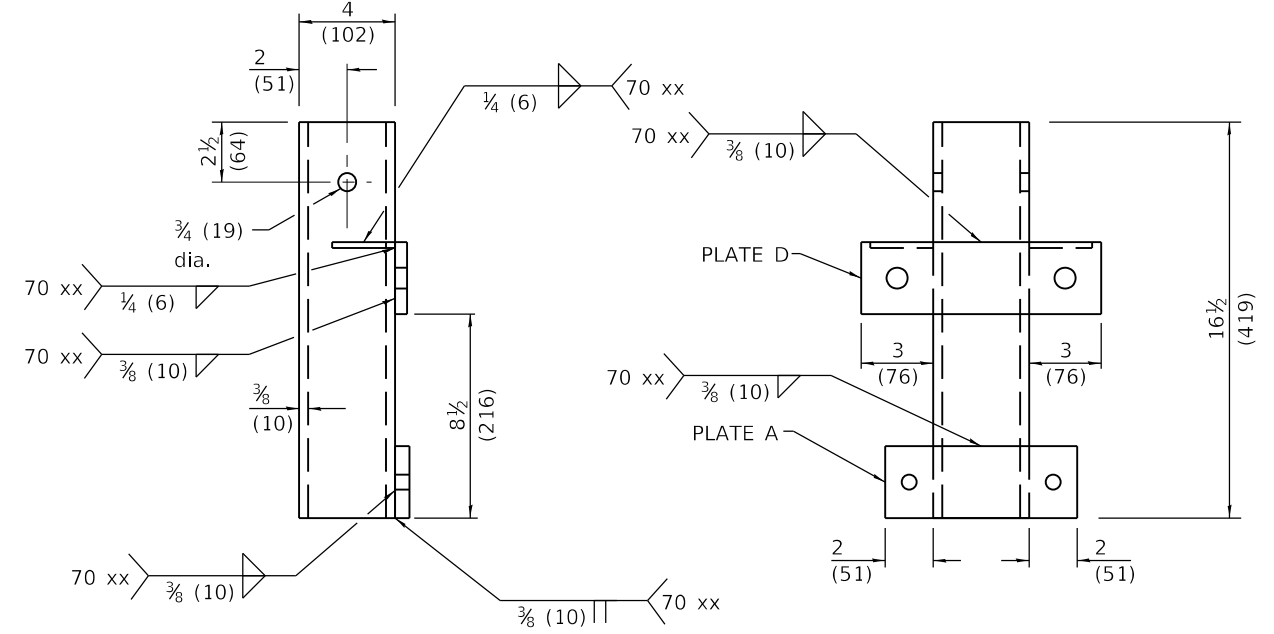 4
(102)
2
(51)
2½
(64)
¾ (19)
dia.
¼ (6)
70 xx
70 xx
⅜ (10)
PLATE D
70 xx
¼ (6)
70 xx
⅜ (10)
⅜
(10)
8½
(216)
3
(76)
3
(76)
16½
(419)
70 xx
⅜ (10)
PLATE A
70 xx
⅜ (10)
⅜ (10)
70 xx
2
(51)
2
(51)